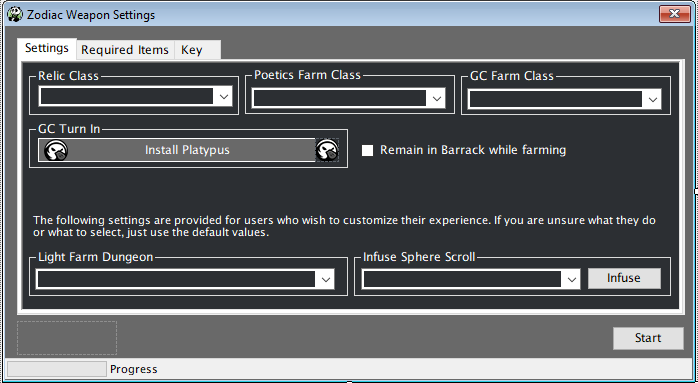 Zodiac Weapon Settings
Settings
Required Items
Key
Relic Class
Poetics Farm Class
GC Farm Class
GC Turn In
Install Platypus
Remain in Barrack while farming
The following settings are provided for users who wish to customize their experience. If you are unsure what they do
or what to select, just use the default values.
Light Farm Dungeon
Infuse Sphere Scroll
Infuse
Start
Progress